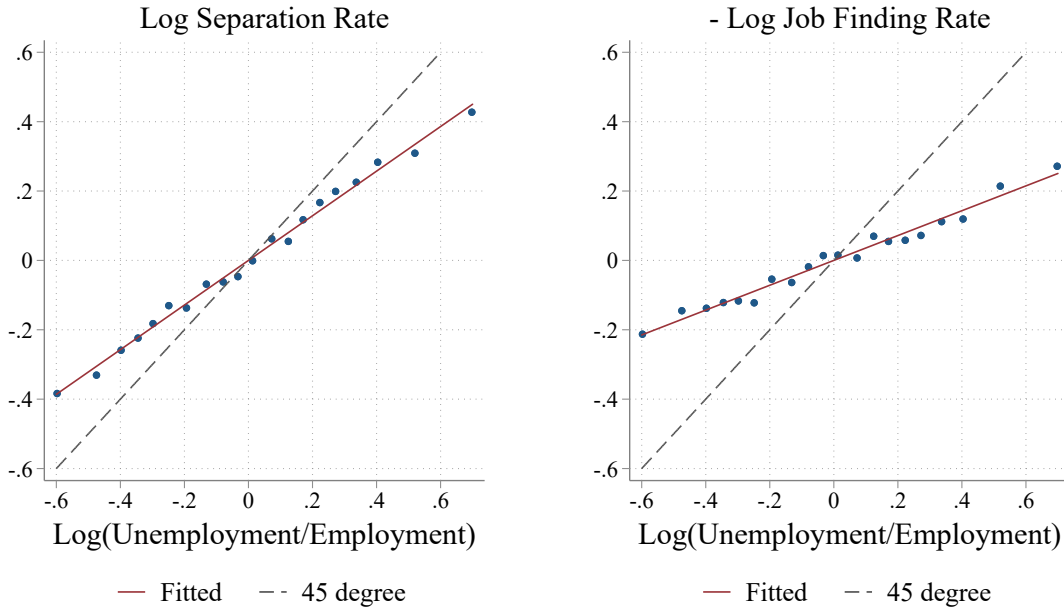 Log Separation Rate
.6
.4
.2
0
-.2
-.4
-.6
-.6 -.4 -.2 0 .2 .4 .6
Log(Unemployment/Employment)
Fitted 45 degree
- Log Job Finding Rate
.6
.4
.2
0
-.2
-.4
-.6
-.6 -.4 -.2 0 .2 .4 .6
Log(Unemployment/Employment)
Fitted 45 degree